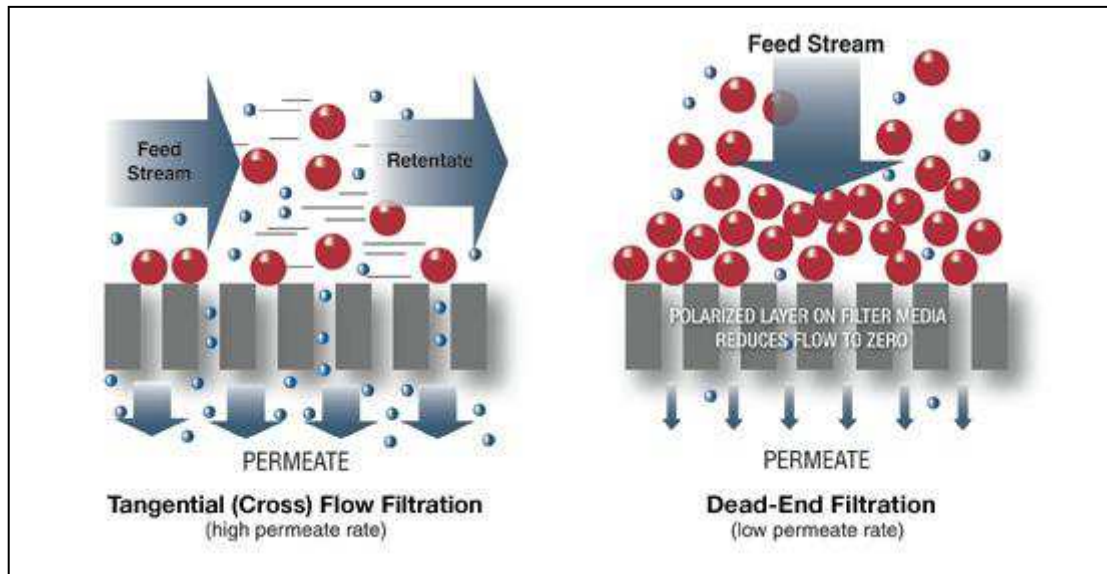 Feed
Stream
Retentate
PERMEATE
Tangential (Cross) Flow Filtration
(high permeate rate)
Feed Stream
POLARIZED LAYER ON FILTER MEDIA
REDUCES FLOW TO ZERO
PERMEATE
Dead-End Filtration
(low permeate rate)